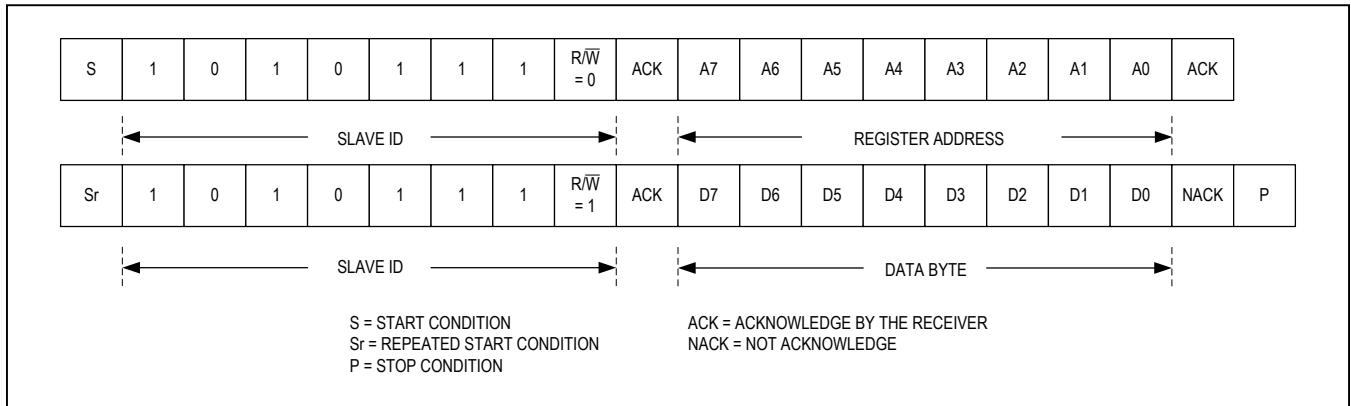 S 1 0 1 0 1 1 1 R/W̅ = 0 ACK A7 A6 A5 A4 A3 A2 A1 A0 ACK
SLAVE ID REGISTER ADDRESS
Sr 1 0 1 0 1 1 1 R/W̅ = 1 ACK D7 D6 D5 D4 D3 D2 D1 D0 NACK P
SLAVE ID DATA BYTE
S = START CONDITION
Sr = REPEATED START CONDITION
P = STOP CONDITION
ACK = ACKNOWLEDGE BY THE RECEIVER
NACK = NOT ACKNOWLEDGE